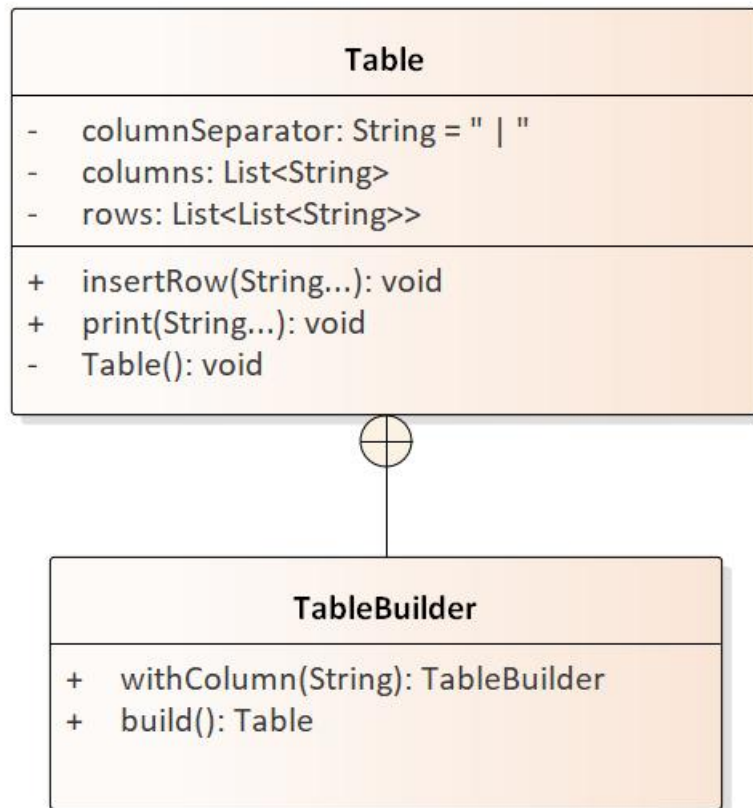 Table
- columnSeparator: String = " | "
- columns: List<String>
- rows: List<List<String>>
+ insertRow(String...): void
+ print(String...): void
- Table(): void
TableBuilder
+ withColumn(String): TableBuilder
+ build(): Table